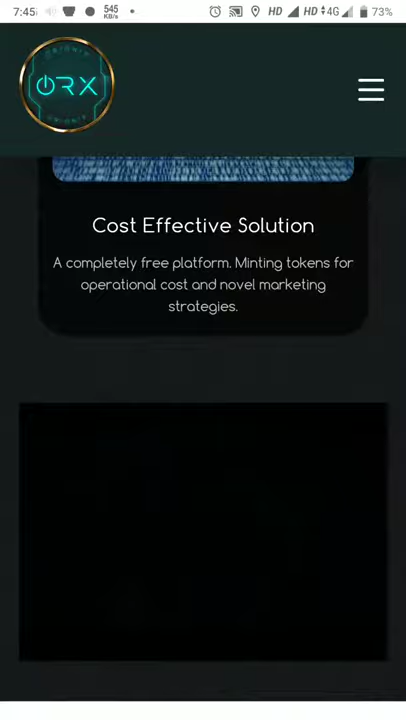 7:45
545
KB/s
HD
HD
4G
73%
ORX
Cost Effective Solution
A completely free platform. Minting tokens for
operational cost and novel marketing
strategies.